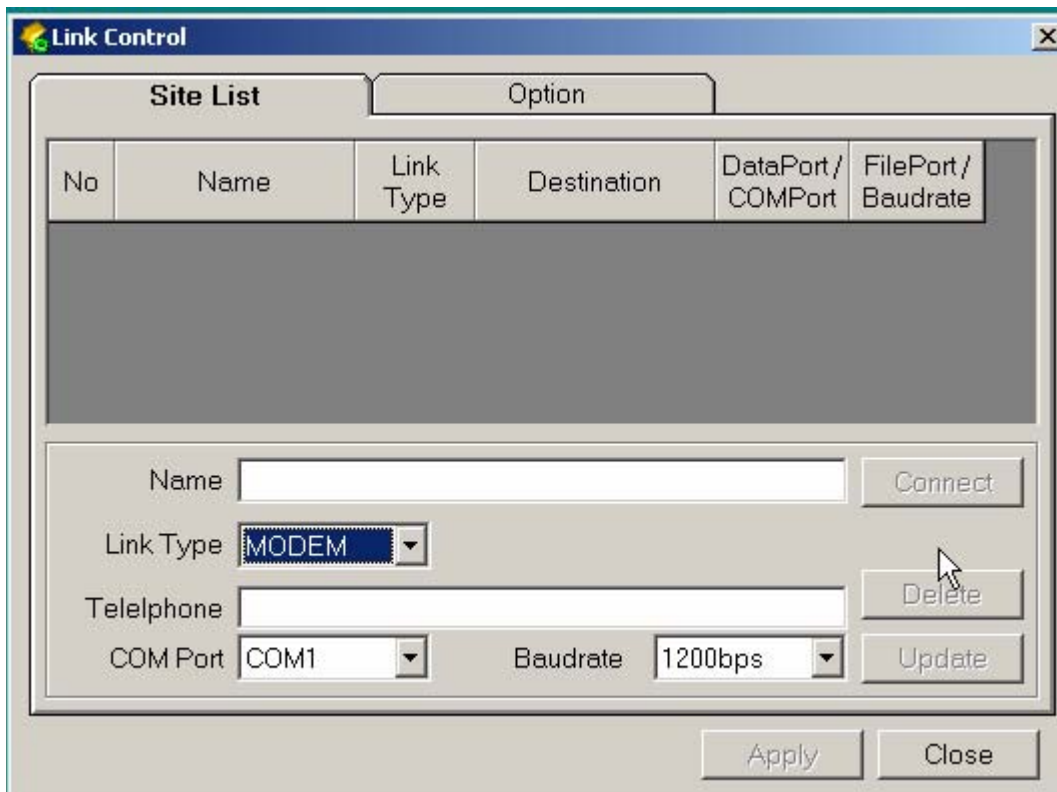 Link Control
Site List Option
No Name Link Type Destination DataPort/ COMPort FilePort/ Baudrate
Name Connect
Link Type MODEM
Telelphone Delete
COM Port COM1 Baudrate 1200bps Update
Apply Close